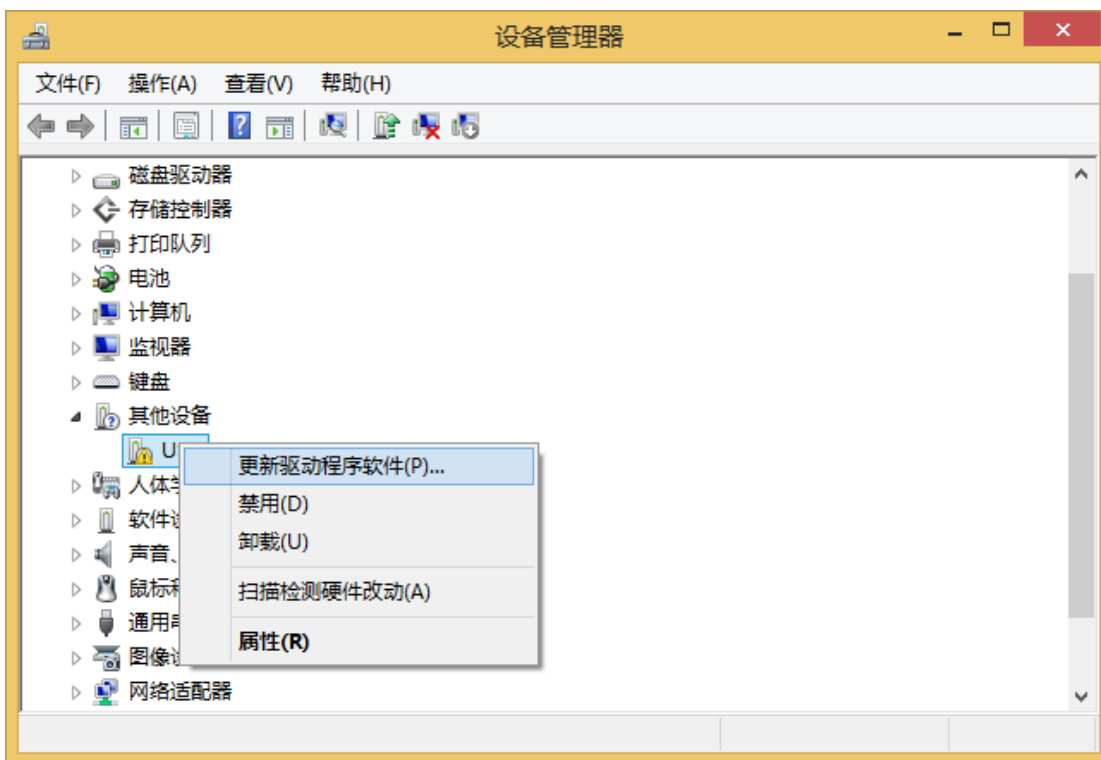 设备管理器
文件(F) 操作(A) 查看(V) 帮助(H)
磁盘驱动器
存储控制器
打印队列
电池
计算机
监视器
键盘
其他设备
U
更新驱动程序软件(P)...
人体
禁用(D)
软件
卸载(U)
声音、
扫描检测硬件改动(A)
鼠标
通用
属性(R)
图像
网络适配器